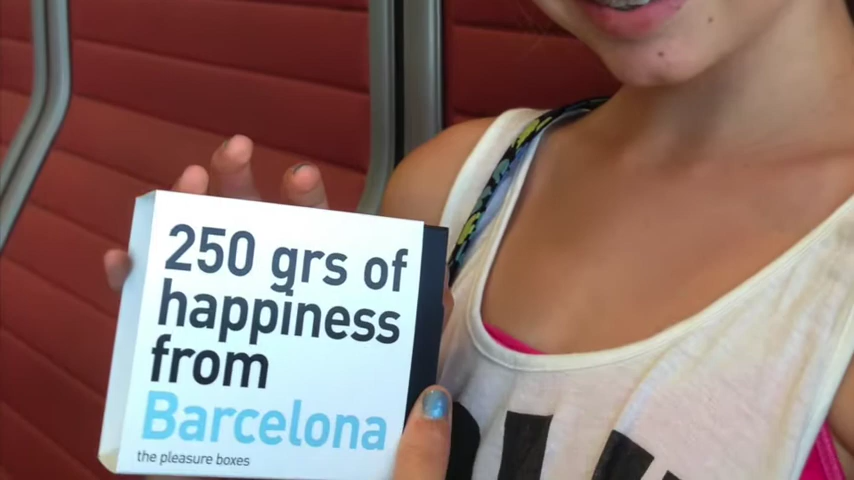 250 grs of
happiness
from
Barcelona
the pleasure boxes